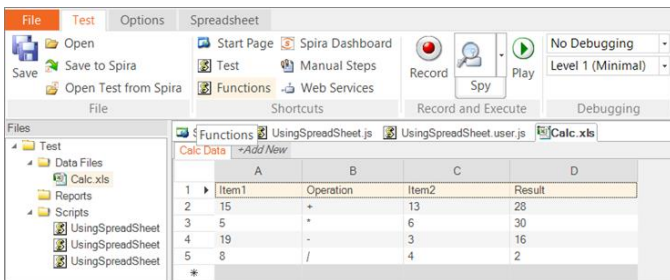 File Test Options Spreadsheet
Open
Save to Spira
Open Test from Spira
Save
File
Start Page Spira Dashboard
Test Manual Steps
Functions Web Services
Shortcuts
Record Spy Play
Record and Execute
No Debugging
Level 1 (Minimal)
Debugging
Files
Test
Data Files
Calc.xls
Reports
Scripts
UsingSpreadSheet
UsingSpreadSheet
UsingSpreadSheet
Functions UsingSpreadSheet.js UsingSpreadSheet.user.js Calc.xls
Calc Data +Add New
A B C D
1 Item1 Operation Item2 Result
2 15 + 13 28
3 5 * 6 30
4 19 - 3 16
5 8 / 4 2
*